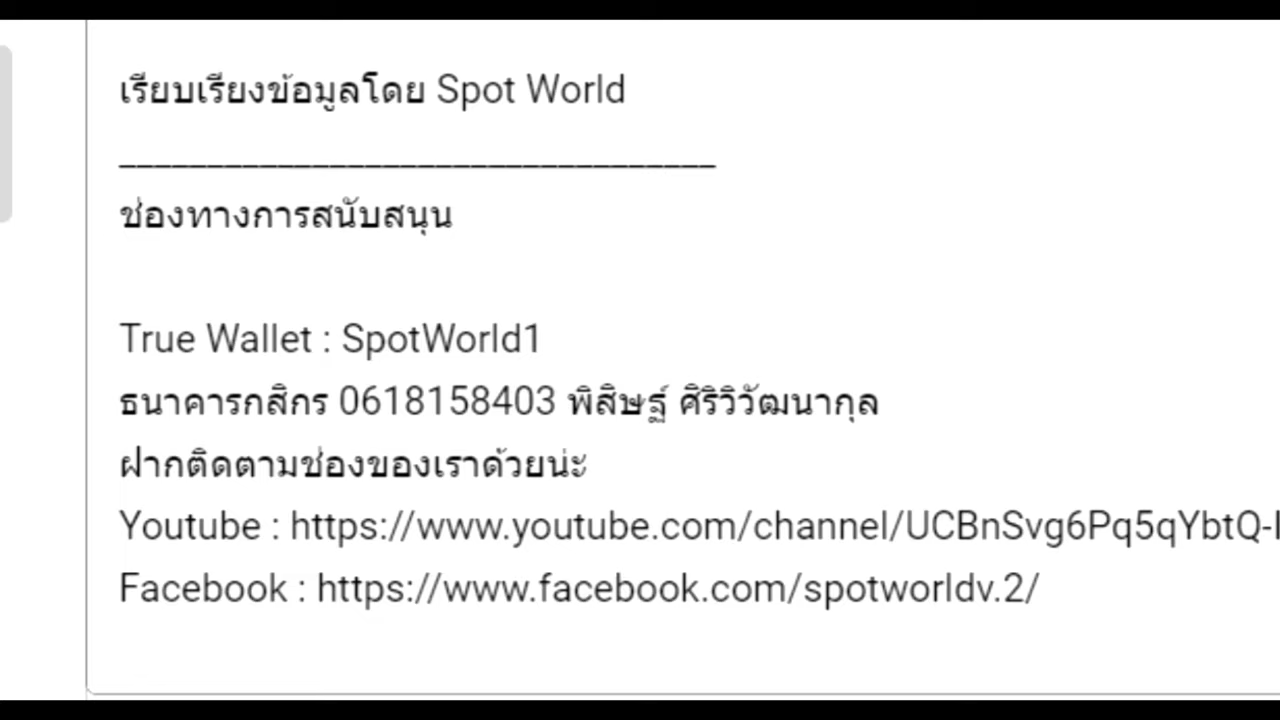 เรียบเรียงข้อมูลโดย Spot World
__________________________________
ช่องทางการสนับสนุน
True Wallet : SpotWorld1
ธนาคารกสิกร 0618158403 พิสิษฐ์ ศิริวิวัฒนากุล
ฝากติดตามช่องของเราด้วยน่ะ
Youtube : https://www.youtube.com/channel/UCBnSvg6Pq5qYbtQ-
Facebook : https://www.facebook.com/spotworldv.2/